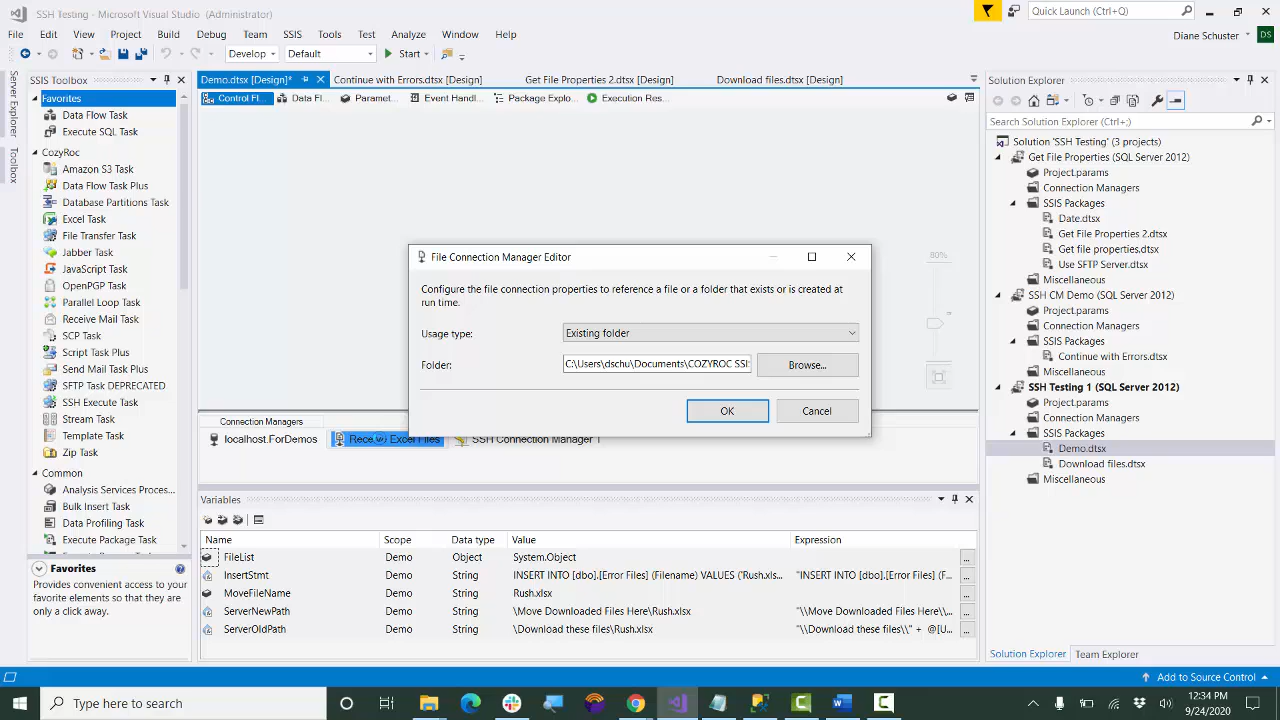 SSH Testing - Microsoft Visual Studio (Administrator)
Quick Launch (Ctrl+Q)
File Edit View Project Build Debug Team SSIS Tools Test Analyze Window Help
Diane Schuster DS
Develop Default Start
SSIS Toolbox
Demo.dtsx [Design]* Continue with Errors.dtsx [Design] Get File Properties 2.dtsx [Design] Download files.dtsx [Design]
Solution Explorer
Server Explorer
Toolbox
Favorites
Data Flow Task
Execute SQL Task
CozyRoc
Amazon S3 Task
Data Flow Task Plus
Database Partitions Task
Excel Task
File Transfer Task
Jabber Task
JavaScript Task
OpenPGP Task
Parallel Loop Task
Receive Mail Task
SCP Task
Script Task Plus
Send Mail Task Plus
SFTP Task DEPRECATED
SSH Execute Task
Stream Task
Template Task
Zip Task
Common
Analysis Services Proces...
Bulk Insert Task
Data Profiling Task
Execute Package Task
Favorites
Provides convenient access to your
favorite elements so that they are
only a click away.
Control Fl... Data Fl... Paramet... Event Handl... Package Explo... Execution Res...
80%
File Connection Manager Editor
Configure the file connection properties to reference a file or a folder that exists or is created at
run time.
Usage type: Existing folder
Folder: C:\Users\dschu\Documents\COZYROC SSI Browse...
OK Cancel
Connection Managers
localhost.ForDemos Excel Files SSH Connection Manager 1
Variables
Name Scope Data type Value Expression
FileList Demo Object System.Object ...
InsertStmt Demo String INSERT INTO [dbo].[Error Files] (Filename) VALUES ('Rush.xls... "INSERT INTO [dbo].[Error Files] (F... ...
MoveFileName Demo String Rush.xlsx ...
ServerNewPath Demo String \Move Downloaded Files Here\Rush.xlsx "\\Move Downloaded Files Here\\... ...
ServerOldPath Demo String \Download these files\Rush.xlsx "\\Download these files\\" + @[U... ...
Search Solution Explorer (Ctrl+;)
Solution 'SSH Testing' (3 projects)
Get File Properties (SQL Server 2012)
Project.params
Connection Managers
SSIS Packages
Date.dtsx
Get File Properties 2.dtsx
Get file properties.dtsx
Use SFTP Server.dtsx
Miscellaneous
SSH CM Demo (SQL Server 2012)
Project.params
Connection Managers
SSIS Packages
Continue with Errors.dtsx
Miscellaneous
SSH Testing 1 (SQL Server 2012)
Project.params
Connection Managers
SSIS Packages
Demo.dtsx
Download files.dtsx
Miscellaneous
Solution Explorer Team Explorer
Add to Source Control
Type here to search
12:34 PM
9/24/2020